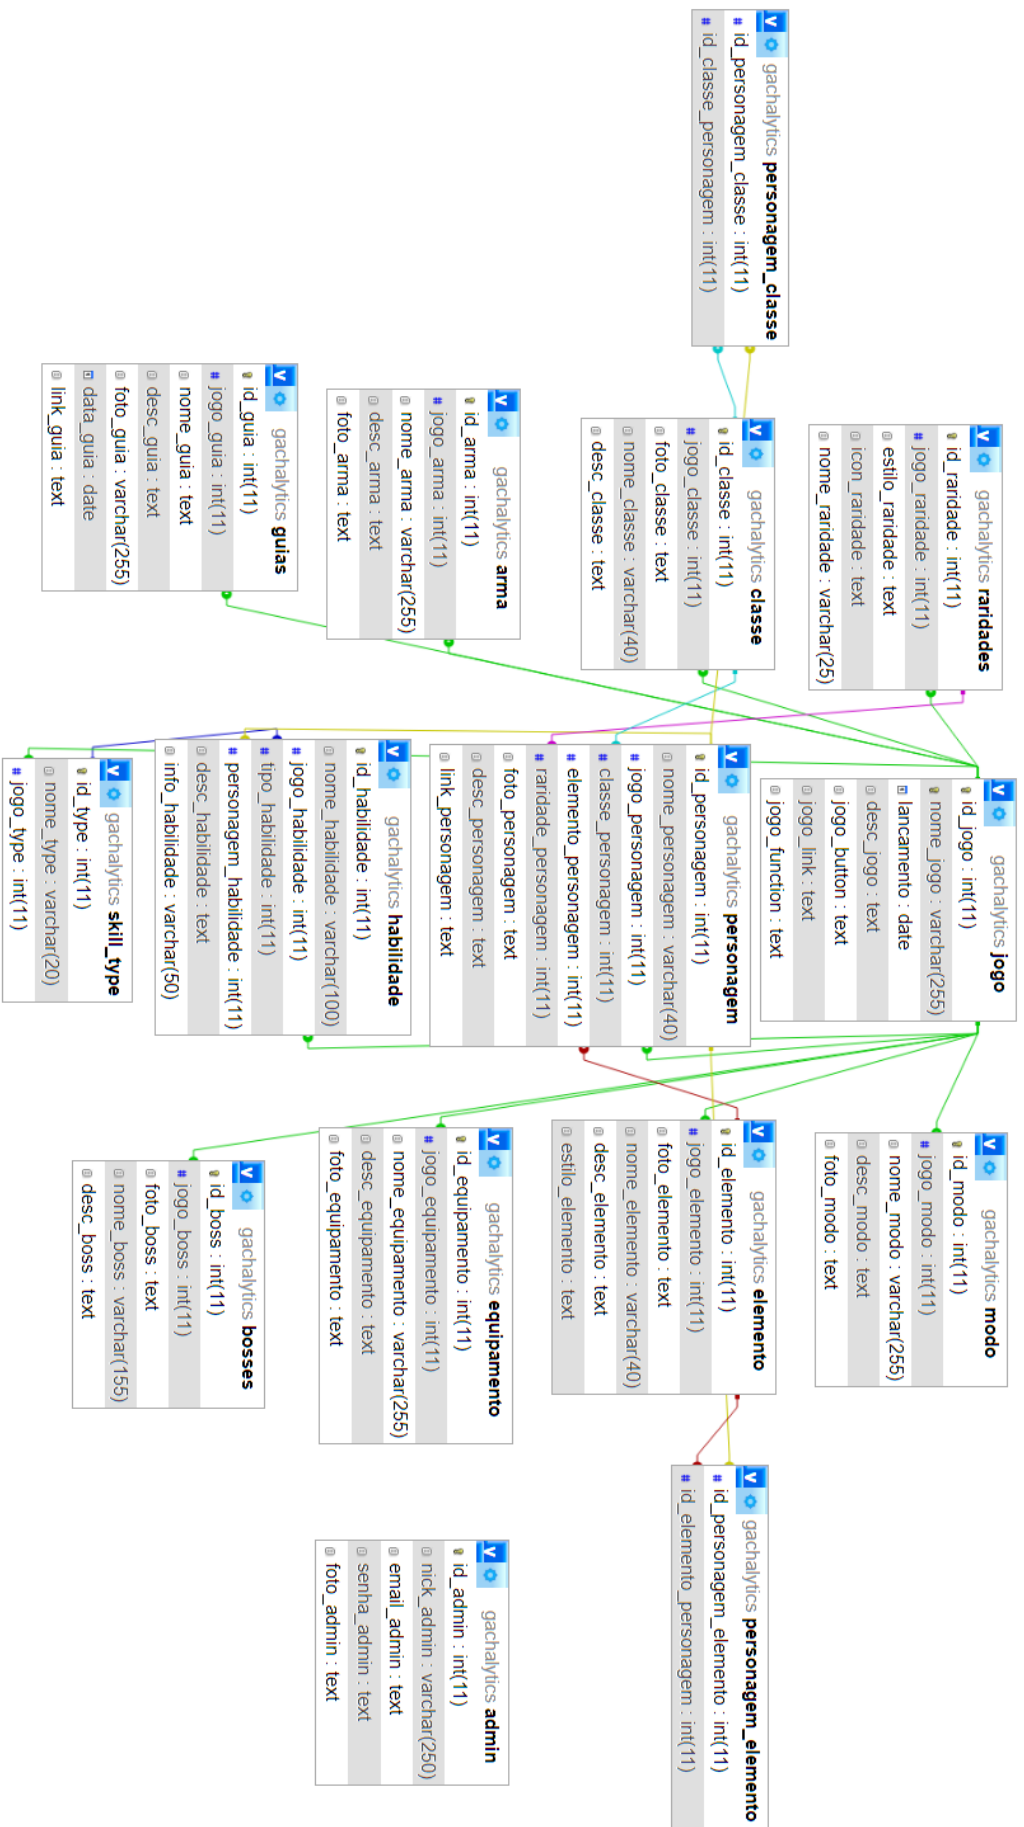 gachalytics personagem_classe
id_personagem_classe : int(11)
id_classe_personagem : int(11)
gachalytics raridades
id_raridade : int(11)
jogo_raridade : int(11)
estilo_raridade : text
icon_raridade : text
nome_raridade : varchar(25)
gachalytics classe
id_classe : int(11)
jogo_classe : int(11)
foto_classe : text
nome_classe : varchar(40)
desc_classe : text
gachalytics arma
id_arma : int(11)
jogo_arma : int(11)
nome_arma : varchar(255)
desc_arma : text
foto_arma : text
gachalytics guias
id_guia : int(11)
jogo_guia : int(11)
nome_guia : text
desc_guia : text
foto_guia : varchar(255)
data_guia : date
link_guia : text
gachalytics jogo
id_jogo : int(11)
nome_jogo : varchar(255)
lancamento : date
desc_jogo : text
jogo_button : text
jogo_link : text
jogo_function : text
gachalytics personagem
id_personagem : int(11)
nome_personagem : varchar(40)
jogo_personagem : int(11)
classe_personagem : int(11)
elemento_personagem : int(11)
raridade_personagem : int(11)
foto_personagem : text
desc_personagem : text
link_personagem : text
gachalytics habilidade
id_habilidade : int(11)
nome_habilidade : varchar(100)
jogo_habilidade : int(11)
tipo_habilidade : int(11)
personagem_habilidade : int(11)
desc_habilidade : text
info_habilidade : varchar(50)
gachalytics skill_type
id_type : int(11)
nome_type : varchar(20)
jogo_type : int(11)
gachalytics modo
id_modo : int(11)
jogo_modo : int(11)
nome_modo : varchar(255)
desc_modo : text
foto_modo : text
gachalytics elemento
id_elemento : int(11)
jogo_elemento : int(11)
foto_elemento : text
nome_elemento : varchar(40)
desc_elemento : text
estilo_elemento : text
gachalytics equipamento
id_equipamento : int(11)
jogo_equipamento : int(11)
nome_equipamento : varchar(255)
desc_equipamento : text
foto_equipamento : text
gachalytics bosses
id_boss : int(11)
jogo_boss : int(11)
foto_boss : text
nome_boss : varchar(155)
desc_boss : text
gachalytics personagem_elemento
id_personagem_elemento : int(11)
id_elemento_personagem : int(11)
gachalytics admin
id_admin : int(11)
nick_admin : varchar(250)
email_admin : text
senha_admin : text
foto_admin : text